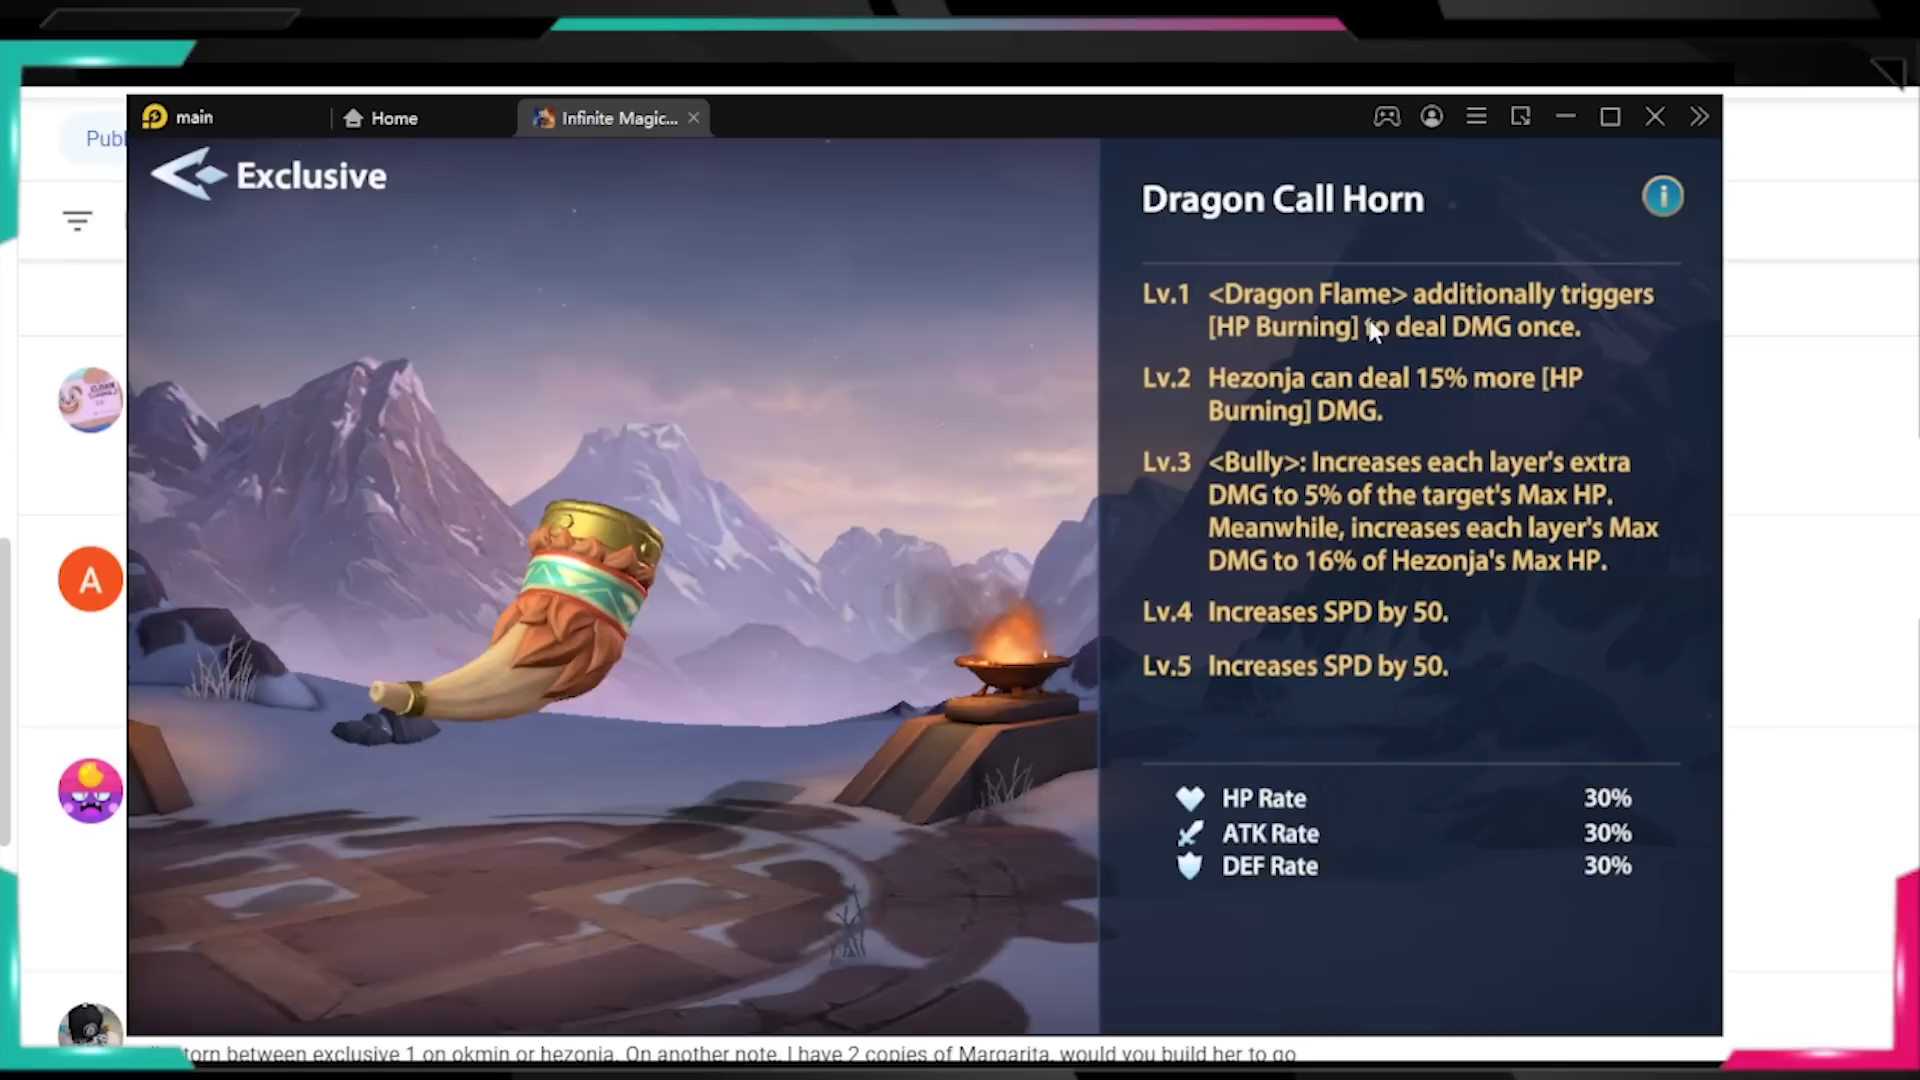 main
Home
Infinite Magic...
Publ
Exclusive
Dragon Call Horn
Lv.1 <Dragon Flame> additionally triggers
[HP Burning] to deal DMG once.
Lv.2 Hezonja can deal 15% more [HP
Burning] DMG.
Lv.3 <Bully>: Increases each layer's extra
DMG to 5% of the target's Max HP.
Meanwhile, increases each layer's Max
DMG to 16% of Hezonja's Max HP.
Lv.4 Increases SPD by 50.
Lv.5 Increases SPD by 50.
A
HP Rate 30%
ATK Rate 30%
DEF Rate 30%
torn between exclusive 1 on okmin or hezonia. On another note, I have 2 copies of Margarita, would you build her to go